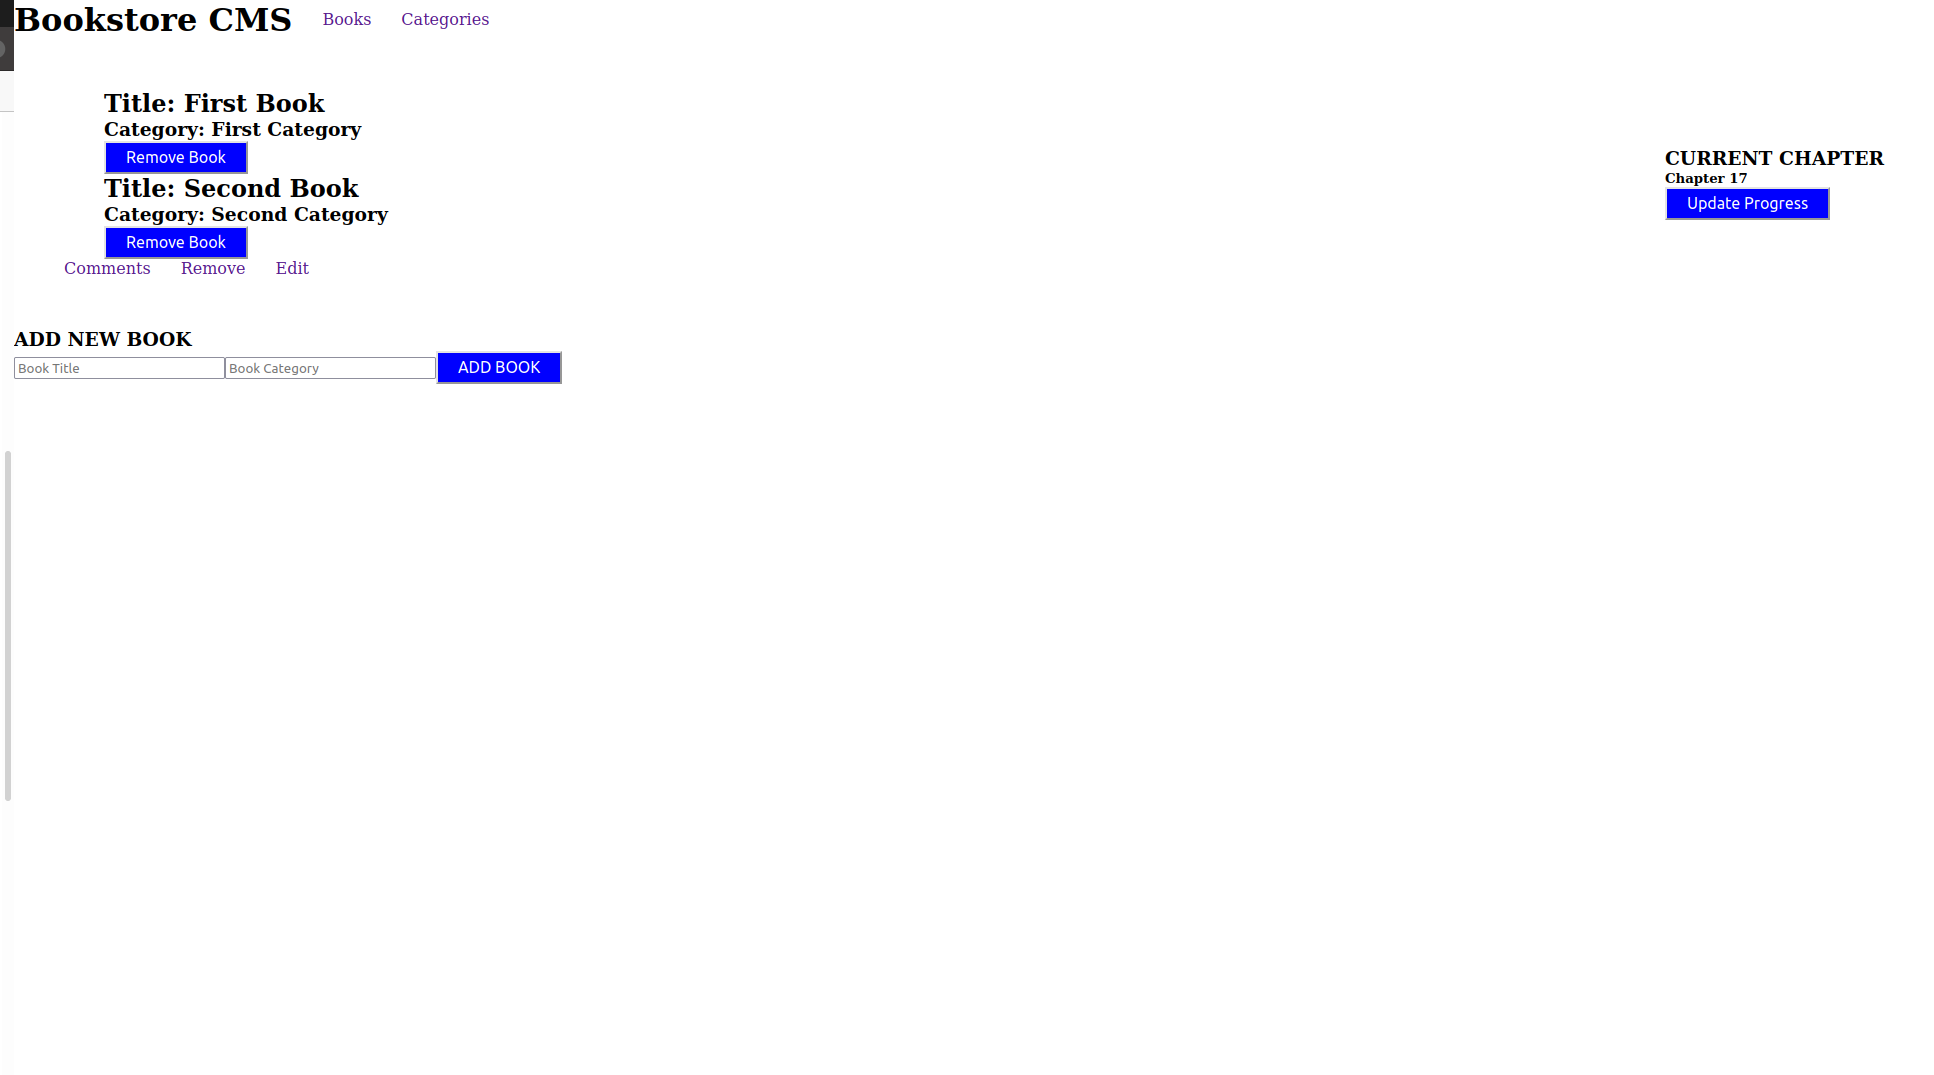 Bookstore CMS Books Categories
Title: First Book
Category: First Category
Remove Book
Title: Second Book
Category: Second Category
Remove Book
Comments Remove Edit
CURRENT CHAPTER
Chapter 17
Update Progress
ADD NEW BOOK
Book Title Book Category ADD BOOK